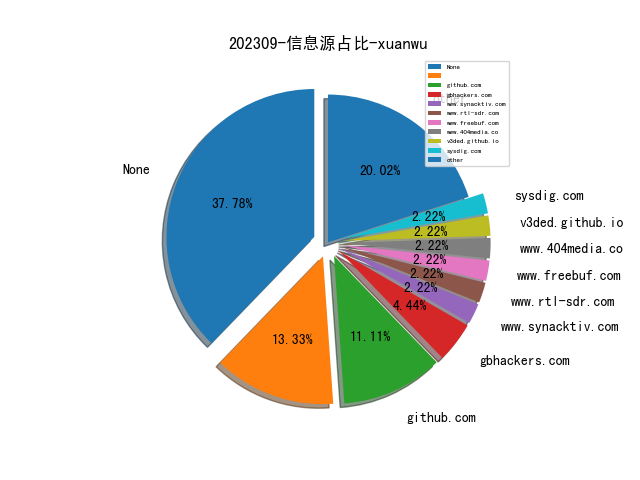 202309-信息源占比-xuanwu
None
github.com
gbhackers.com
www.synacktiv.com
www.rtl-sdr.com
www.freebuf.com
www.404media.co
v3ded.github.io
sysdig.com
other
None
37.78%
20.02%
13.33%
11.11%
4.44%
2.22%
2.22%
2.22%
2.22%
2.22%
2.22%
sysdig.com
v3ded.github.io
www.404media.co
www.freebuf.com
www.rtl-sdr.com
www.synacktiv.com
gbhackers.com
github.com